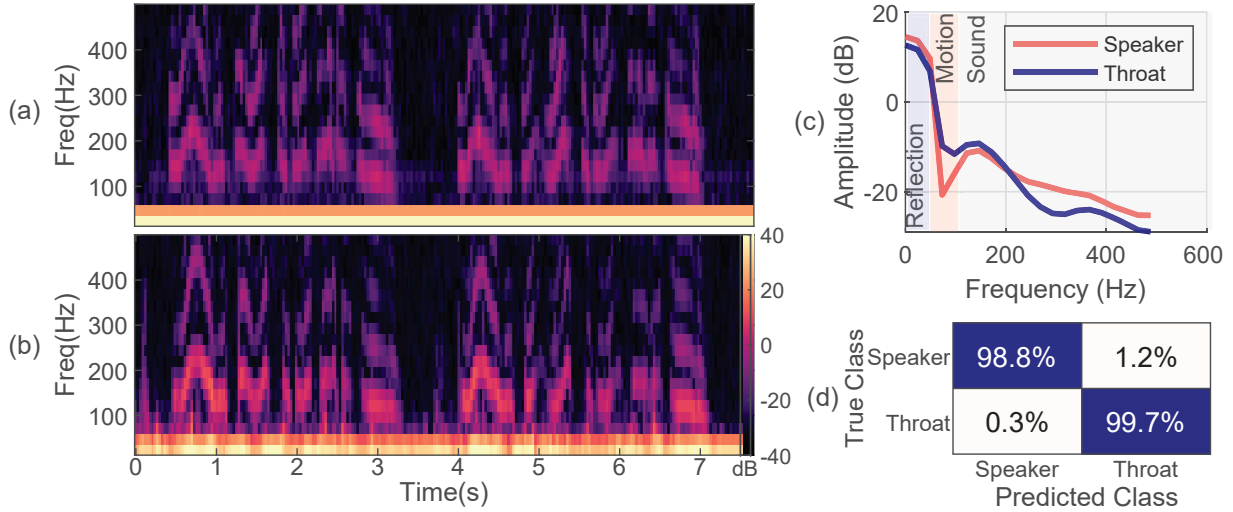 (a)
Freq(Hz)
400
300
200
100
(b)
Freq(Hz)
400
300
200
100
0 1 2 3 4 5 6 7
Time(s)
40
20
0
-20
-40
dB
(c)
Amplitude (dB)
20
0
-20
Reflection
Motion
Sound
Speaker
Throat
0 200 400 600
Frequency (Hz)
(d)
True Class
Speaker 98.8% 1.2%
Throat 0.3% 99.7%
Speaker Throat
Predicted Class